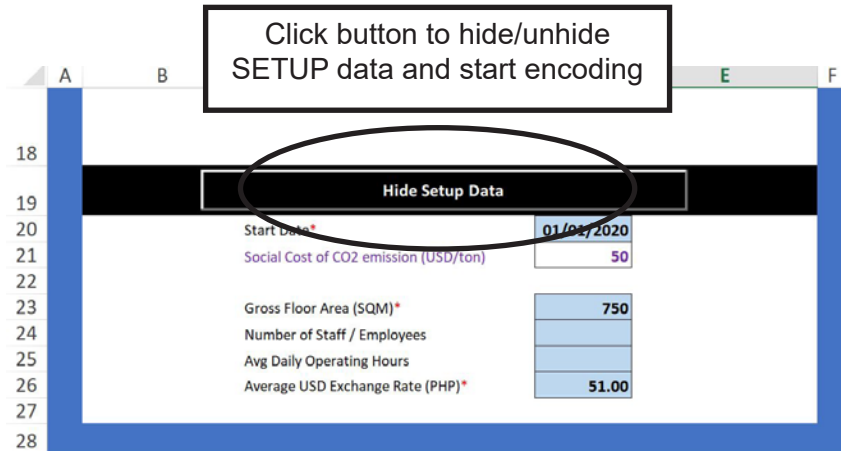 Click button to hide/unhide
SETUP data and start encoding
A B E F
18
19 Hide Setup Data
20 Start Date* 01/01/2020
21 Social Cost of CO2 emission (USD/ton) 50
22
23 Gross Floor Area (SQM)* 750
24 Number of Staff / Employees
25 Avg Daily Operating Hours
26 Average USD Exchange Rate (PHP)* 51.00
27
28